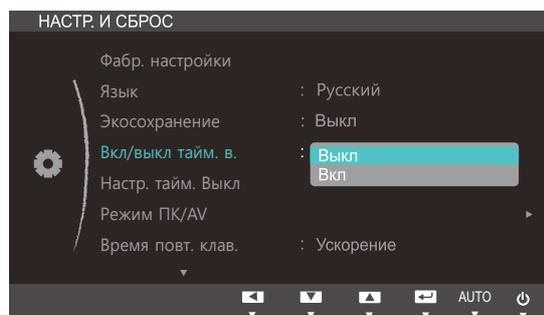 НАСТР. И СБРОС
Фабр. настройки
Язык : Русский
Экосохранение : Выкл
Вкл/выкл тайм. в. : Выкл
Вкл
Настр. тайм. Выкл
Режим ПК/AV
Время повт. клав. : Ускорение
AUTO